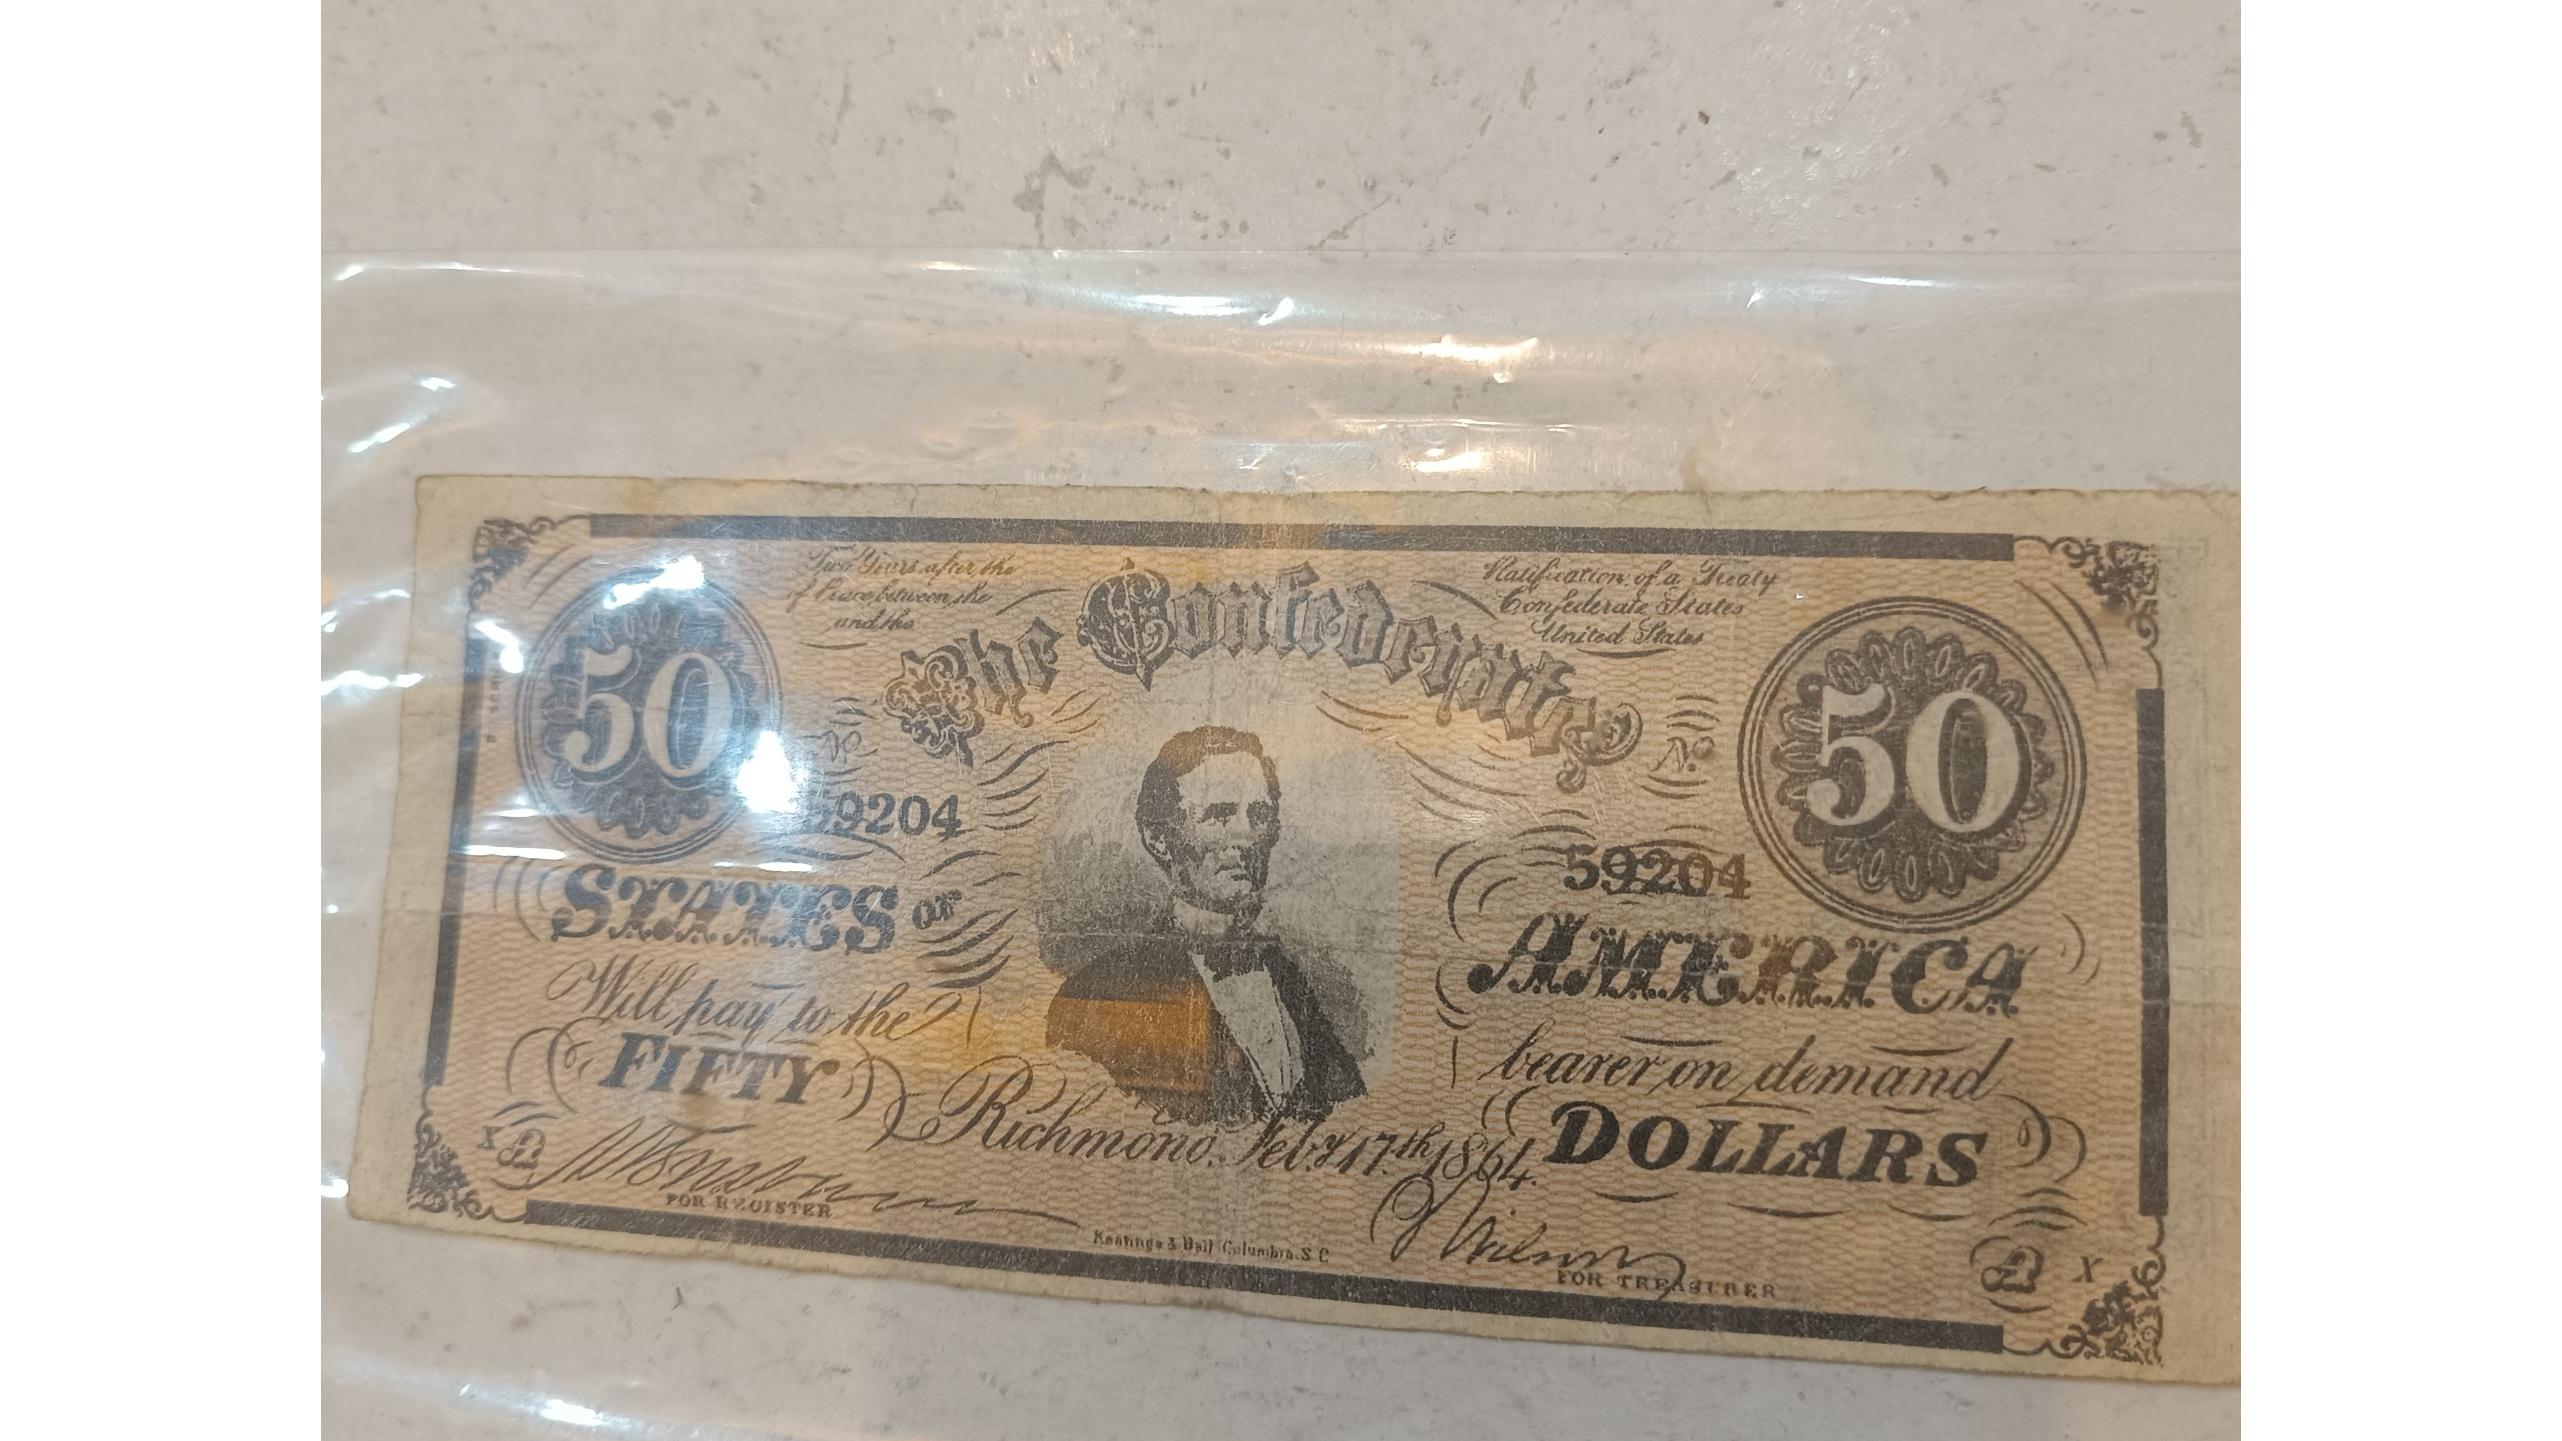 Two Years after the Ratification of a Treaty
of Peace between the Confederate States
and the United States
The Confederate
50 50
No No
59204 59204
STATES OF AMERICA
Will pay to the bearer on demand
FIFTY DOLLARS
Richmond, Feby 17th 1864.
X X
FOR REGISTER
Wilson
FOR TREASURER
Keatinge & Ball Columbia. S C